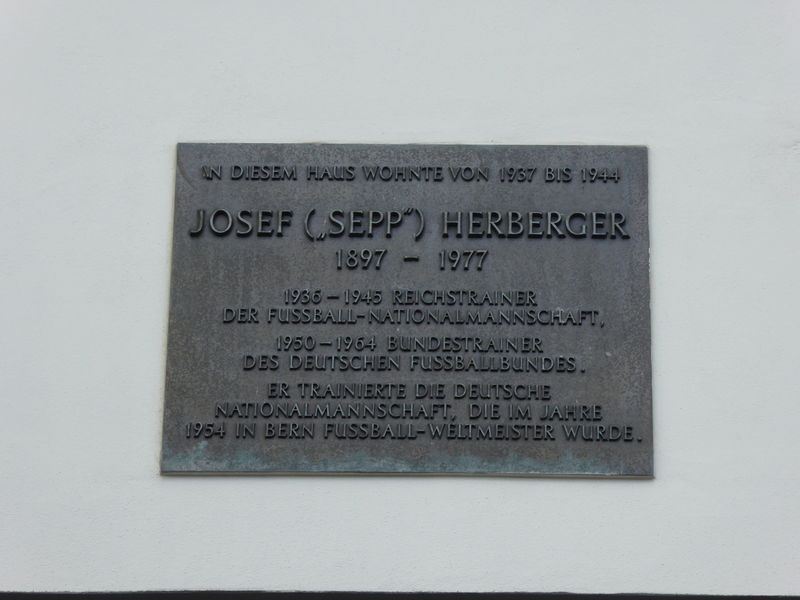 IN DIESEM HAUS WOHNTE VON 1937 BIS 1944
JOSEF („SEPP“) HERBERGER
1897 – 1977
1936 – 1945 REICHSTRAINER
DER FUSSBALL-NATIONALMANNSCHAFT,
1950 – 1964 BUNDESTRAINER
DES DEUTSCHEN FUSSBALLBUNDES.
ER TRAINIERTE DIE DEUTSCHE
NATIONALMANNSCHAFT, DIE IM JAHRE
1954 IN BERN FUSSBALL-WELTMEISTER WURDE.